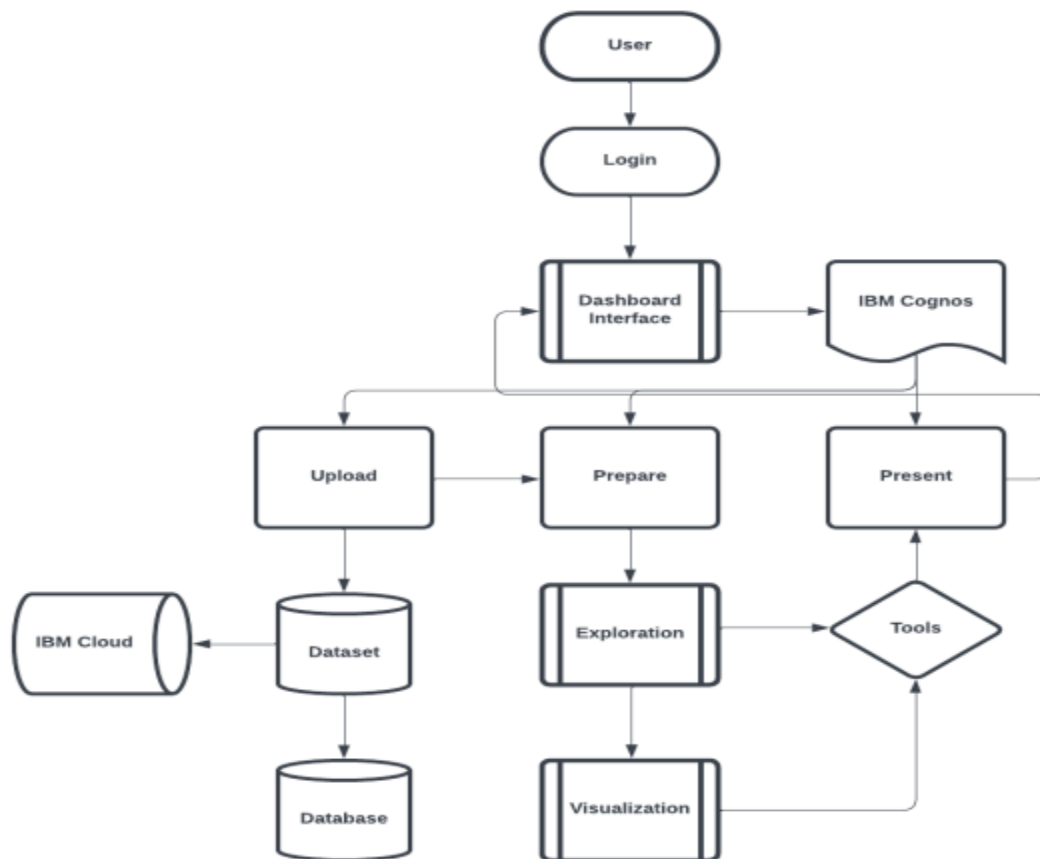 User
Login
Dashboard
Interface
IBM Cognos
Upload
Prepare
Present
IBM Cloud
Dataset
Exploration
Tools
Database
Visualization